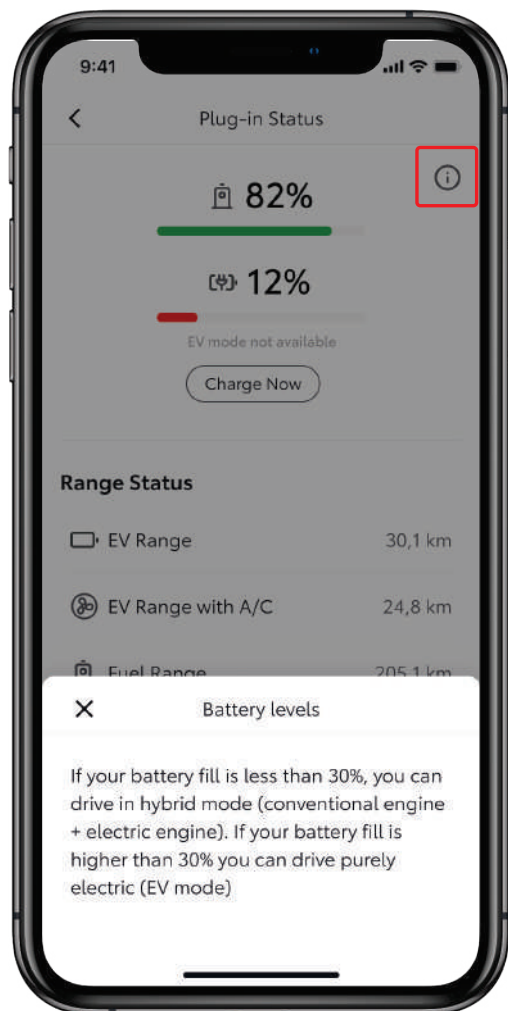 9:41
Plug-in Status
82%
12%
EV mode not available
Charge Now
Range Status
EV Range 30,1 km
EV Range with A/C 24,8 km
Fuel Range 205,1 km
Battery levels
If your battery fill is less than 30%, you can
drive in hybrid mode (conventional engine
+ electric engine). If your battery fill is
higher than 30% you can drive purely
electric (EV mode)